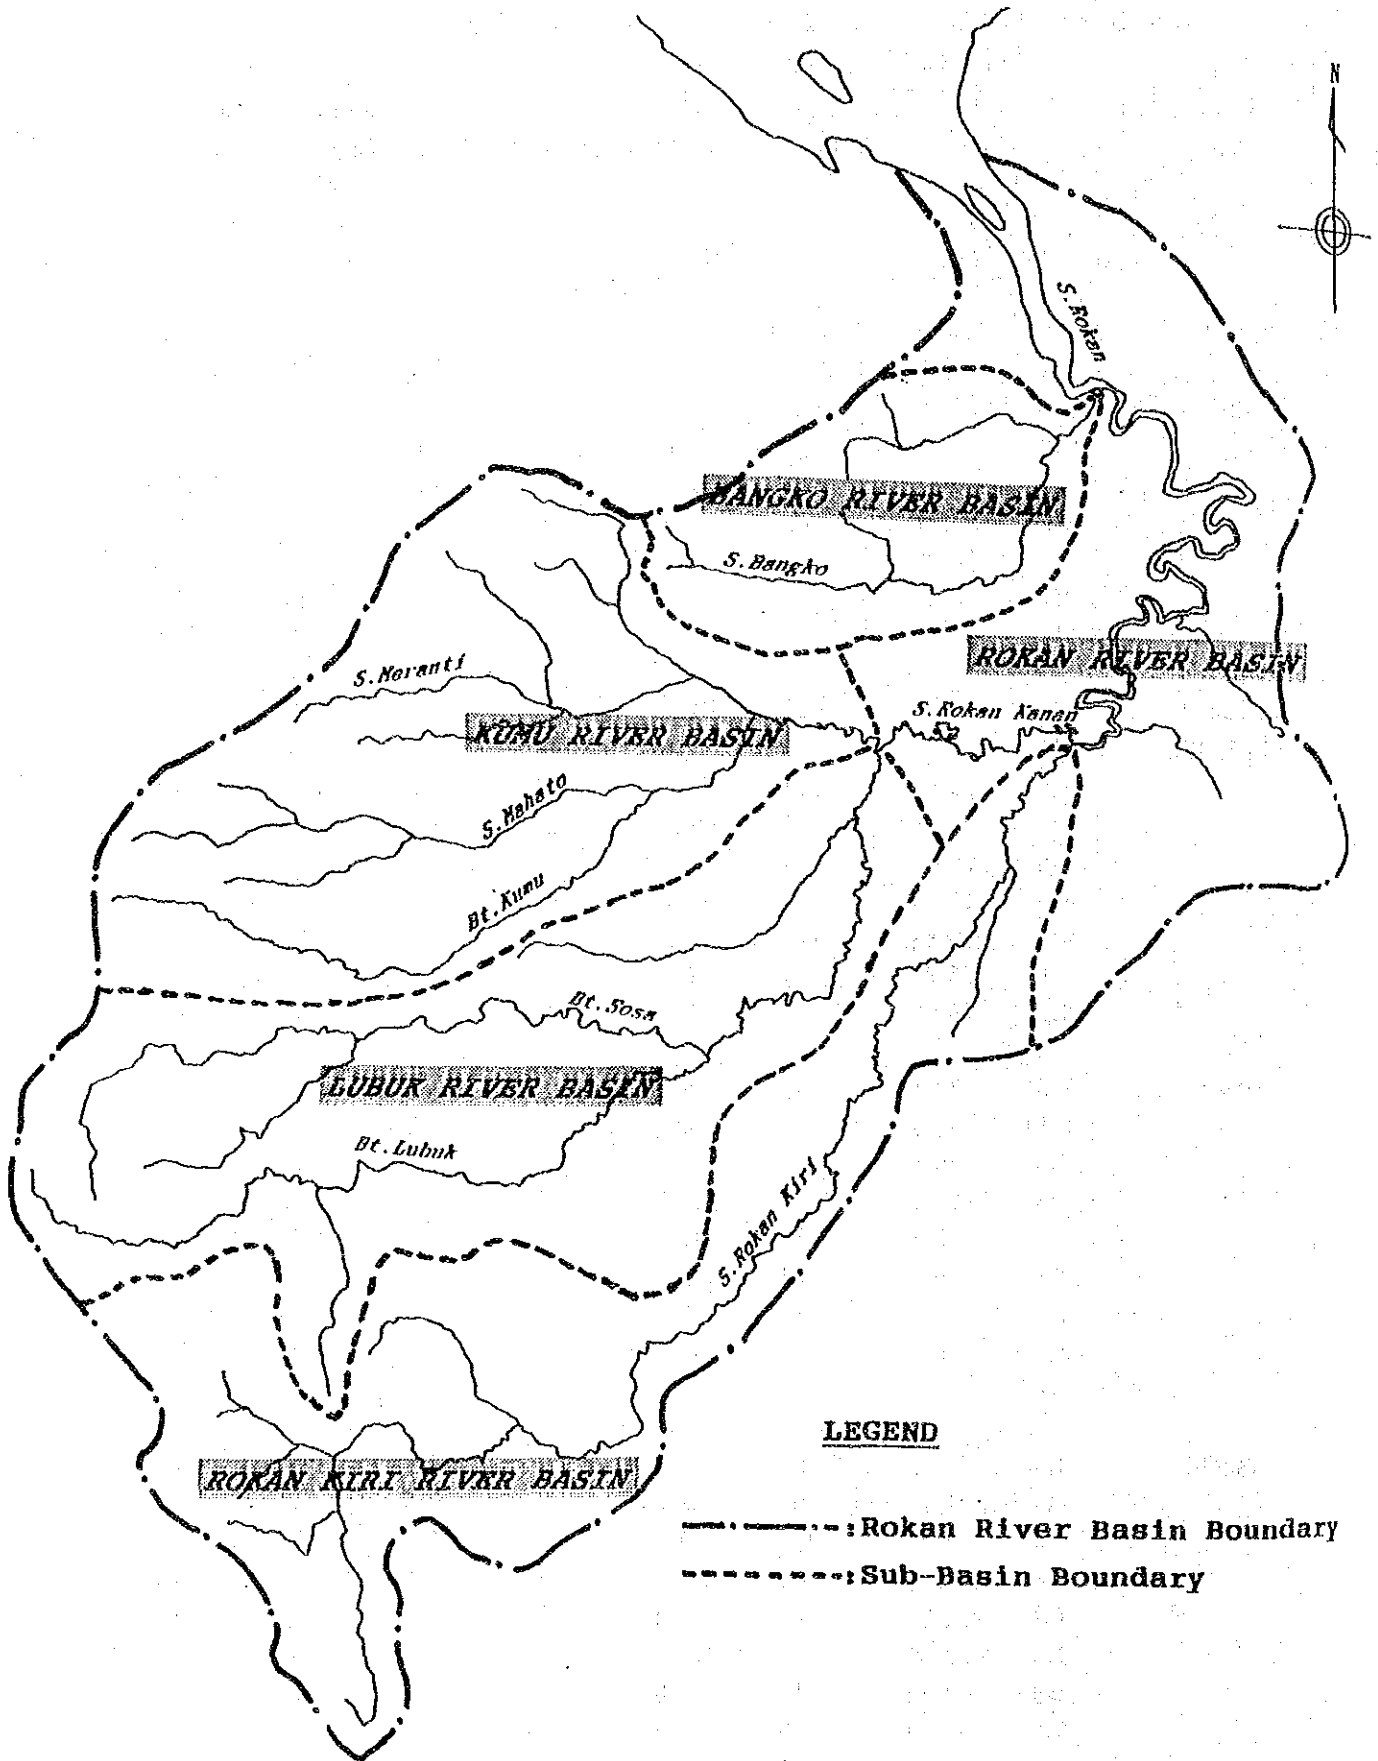 N
S.Rokan
BANGKO RIVER BASIN
S.Bangko
ROKAN RIVER BASIN
S.Meranti
S.Rokan Kanan
KUMU RIVER BASIN
S.Mahato
Bt.Kumu
Bt.Sosa
LUBUK RIVER BASIN
Bt.Lubuk
S.Rokan Kiri
LEGEND
ROKAN KIRI RIVER BASIN
:Rokan River Basin Boundary
:Sub-Basin Boundary